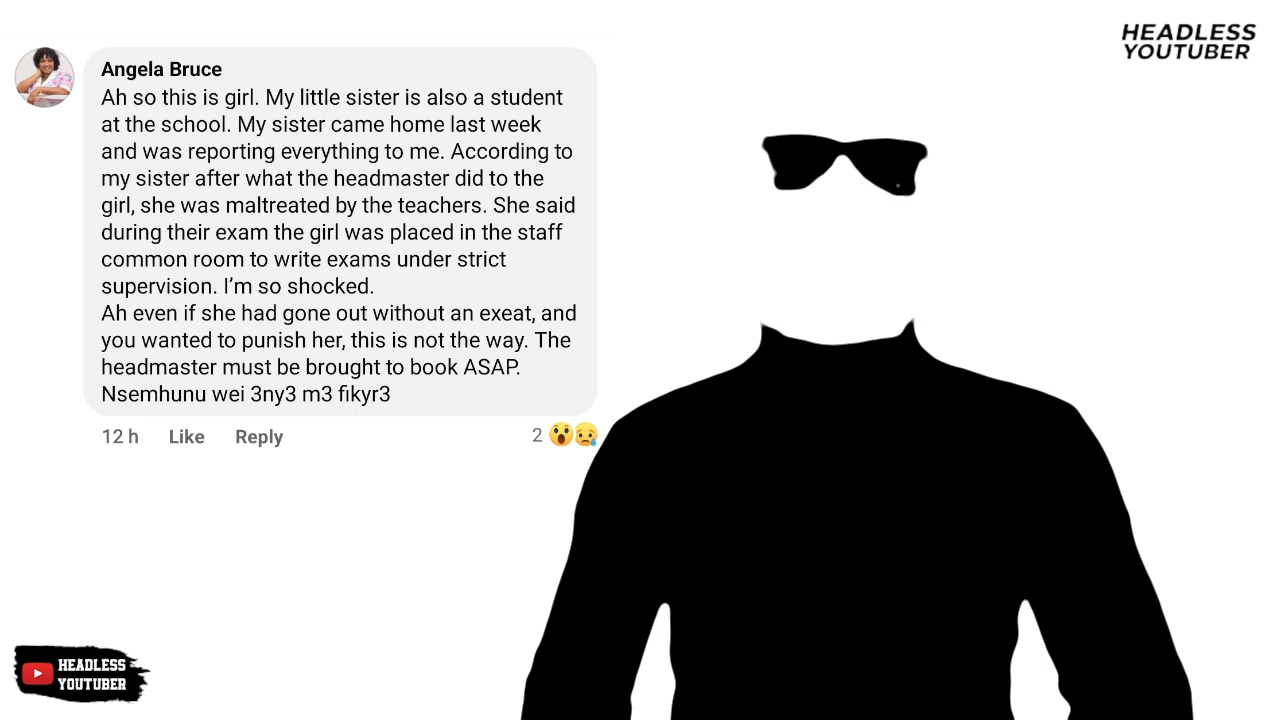 HEADLESS
YOUTUBER
Angela Bruce
Ah so this is girl. My little sister is also a student
at the school. My sister came home last week
and was reporting everything to me. According to
my sister after what the headmaster did to the
girl, she was maltreated by the teachers. She said
during their exam the girl was placed in the staff
common room to write exams under strict
supervision. I’m so shocked.
Ah even if she had gone out without an exeat, and
you wanted to punish her, this is not the way. The
headmaster must be brought to book ASAP.
Nsemhunu wei 3ny3 m3 fikyr3
12 h Like Reply 2
HEADLESS
YOUTUBER